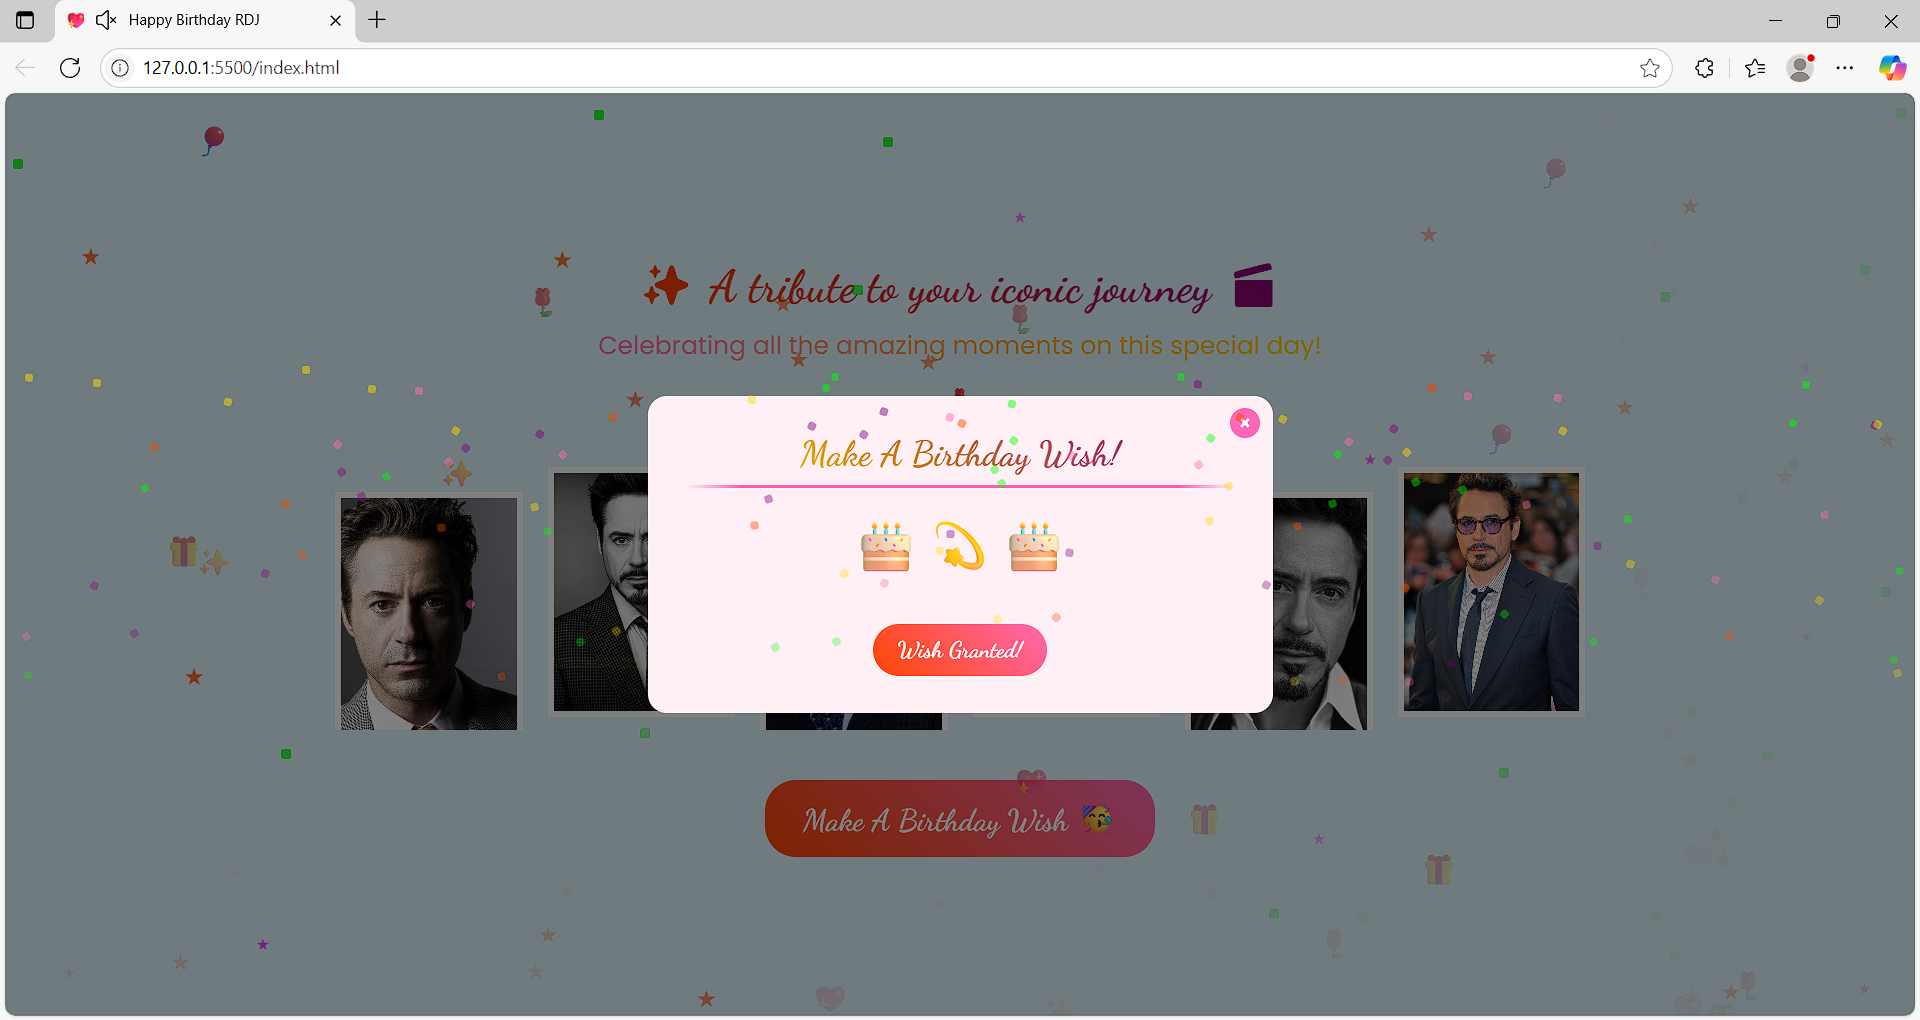 Happy Birthday RDJ
127.0.0.1:5500/index.html
A tribute to your iconic journey
Celebrating all the amazing moments on this special day!
Make A Birthday Wish!
Wish Granted!
Make A Birthday Wish